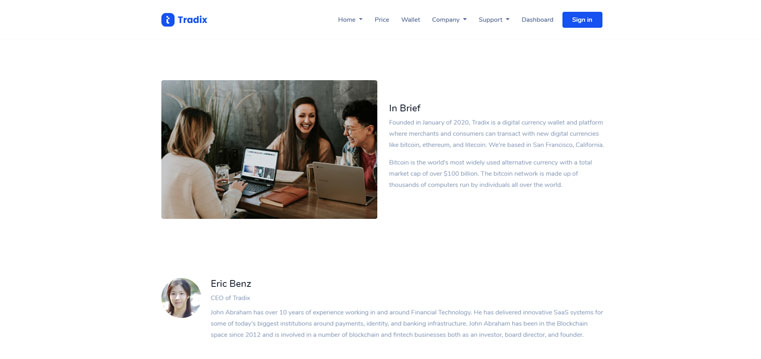 Tradix
Home Price Wallet Company Support Dashboard Sign in
In Brief
Founded in January of 2020, Tradix is a digital currency wallet and platform
where merchants and consumers can transact with new digital currencies
like bitcoin, ethereum, and litecoin. We're based in San Francisco, California.
Bitcoin is the world's most widely used alternative currency with a total
market cap of over $100 billion. The bitcoin network is made up of
thousands of computers run by individuals all over the world.
Eric Benz
CEO of Tradix
John Abraham has over 10 years of experience working in and around Financial Technology. He has delivered innovative SaaS systems for
some of today's biggest institutions around payments, identity, and banking infrastructure. John Abraham has been in the Blockchain
space since 2012 and is involved in a number of blockchain and fintech businesses both as an investor, board director, and founder.